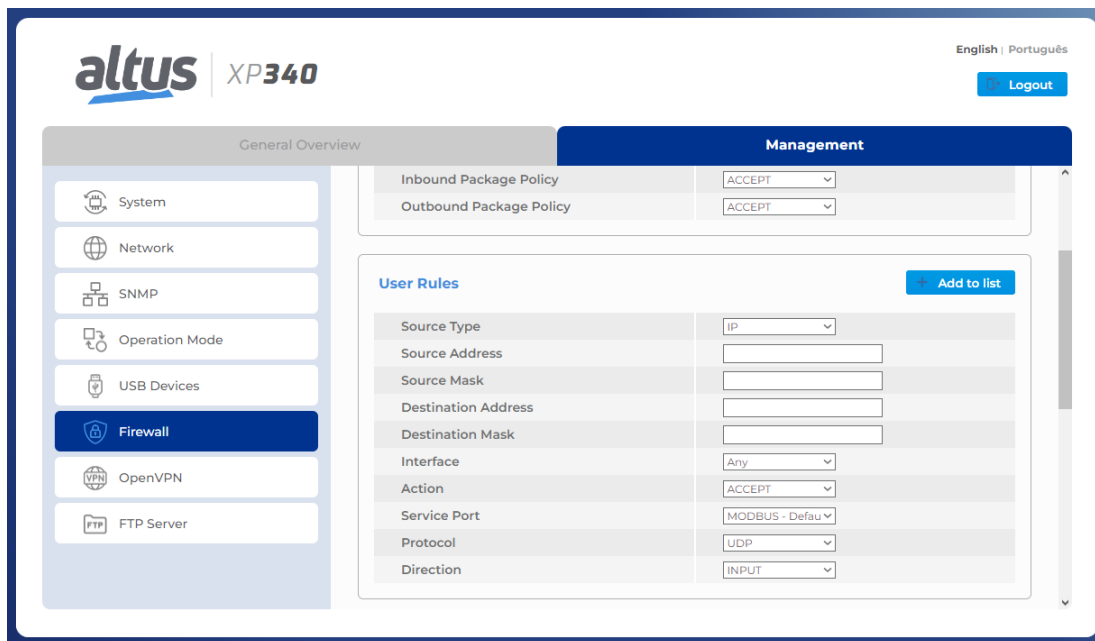 English | Português
altus XP340
Logout
General Overview
Management
System
Network
SNMP
Operation Mode
USB Devices
Firewall
VPN OpenVPN
FTP FTP Server
Inbound Package Policy ACCEPT
Outbound Package Policy ACCEPT
User Rules + Add to list
Source Type IP
Source Address
Source Mask
Destination Address
Destination Mask
Interface Any
Action ACCEPT
Service Port MODBUS - Defau
Protocol UDP
Direction INPUT